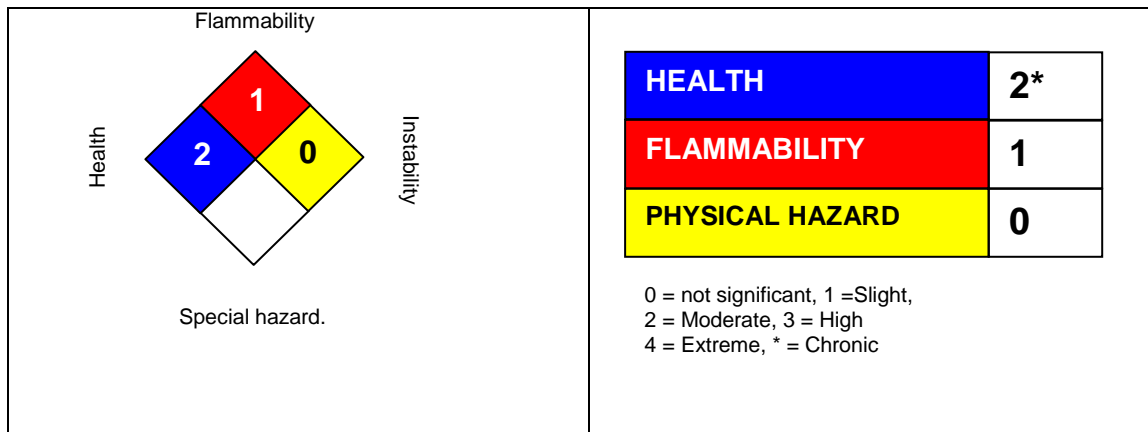 Flammability
1
Health
2
0
Instability
Special hazard.
HEALTH 2*
FLAMMABILITY 1
PHYSICAL HAZARD 0
0 = not significant, 1 =Slight,
2 = Moderate, 3 = High
4 = Extreme, * = Chronic